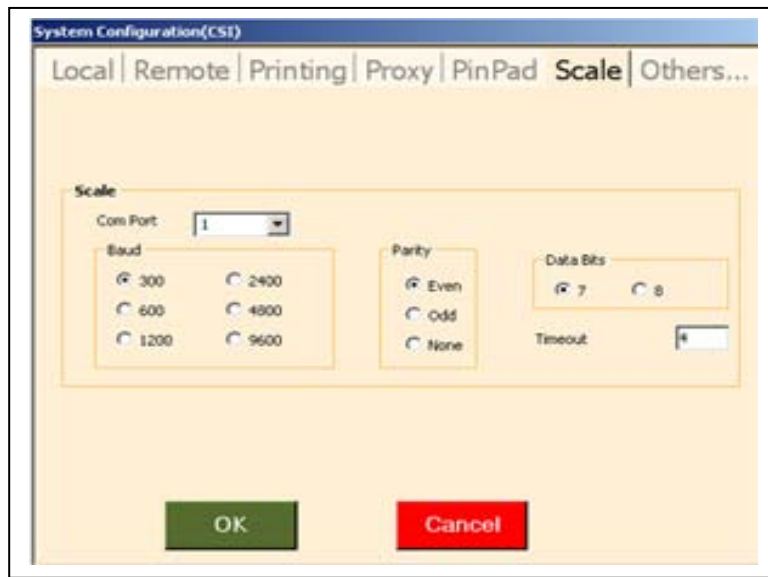 System Configuration(CSI)
Local Remote Printing Proxy PinPad Scale Others...
Scale
Com Port 1
Baud
300 2400
600 4800
1200 9600
Parity
Even
Odd
None
Data Bits
7 8
Timeout 4
OK Cancel